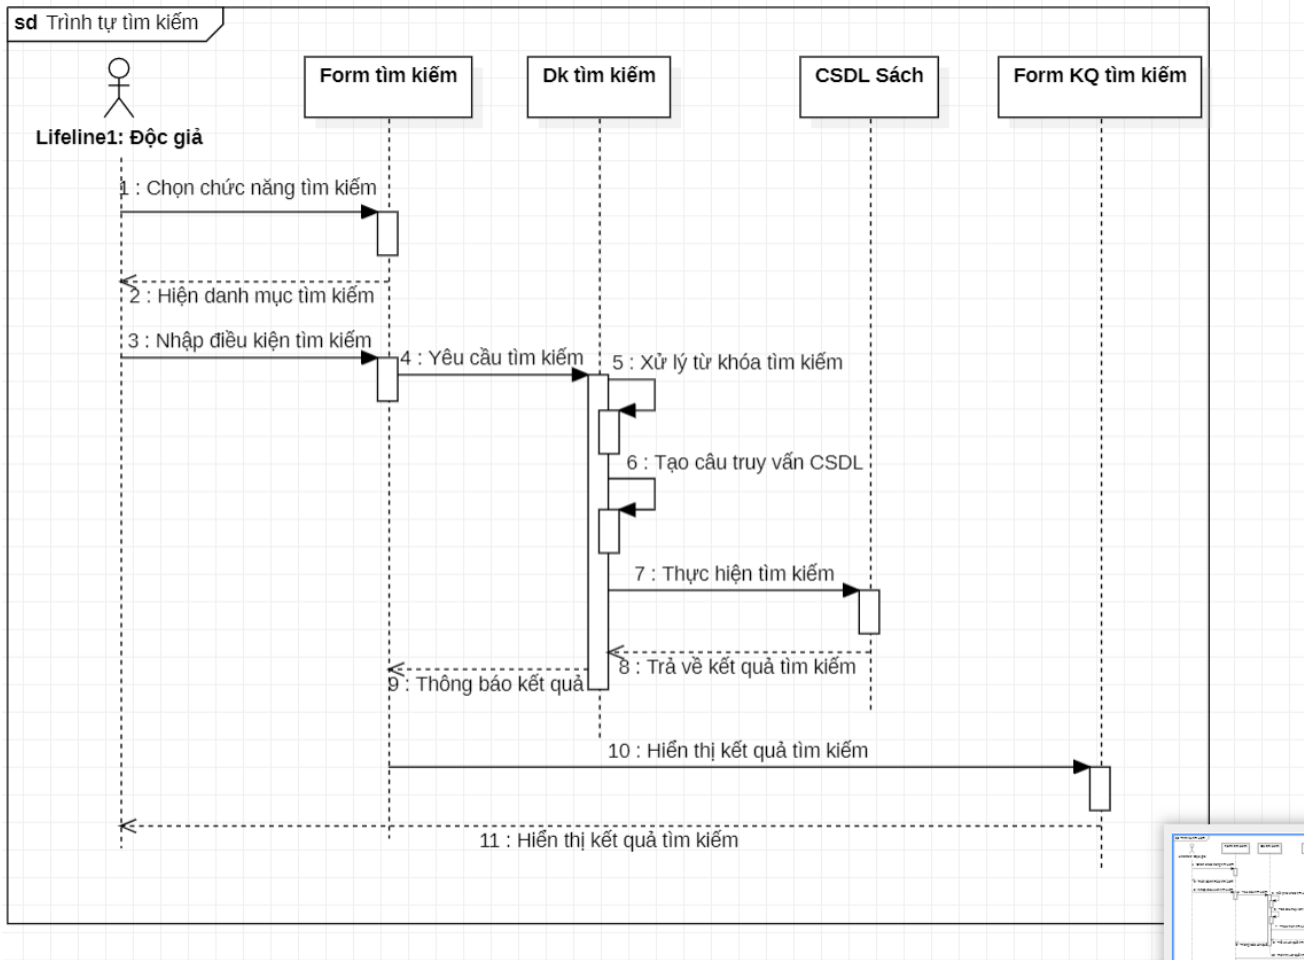 sd Trình tự tìm kiếm
Form tìm kiếm
Dk tìm kiếm
CSDL Sách
Form KQ tìm kiếm
Lifeline1: Độc giả
1 : Chọn chức năng tìm kiếm
2 : Hiện danh mục tìm kiếm
3 : Nhập điều kiện tìm kiếm
4 : Yêu cầu tìm kiếm
5 : Xử lý từ khóa tìm kiếm
6 : Tạo câu truy vấn CSDL
7 : Thực hiện tìm kiếm
8 : Trả về kết quả tìm kiếm
9 : Thông báo kết quả
10 : Hiển thị kết quả tìm kiếm
11 : Hiển thị kết quả tìm kiếm